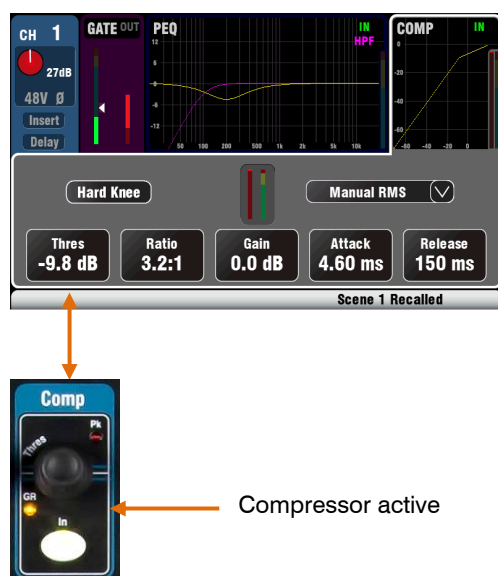 CH 1
27dB
48V Ø
Insert
Delay
GATE OUT
PEQ
IN
HPF
12
6
0
-6
-12
50 100 200 500 1k 2k 5k 10k
COMP IN
0
-20
-40
-60
-60 -40 -20 0
Hard Knee
Manual RMS
Thres
-9.8 dB
Ratio
3.2:1
Gain
0.0 dB
Attack
4.60 ms
Release
150 ms
Scene 1 Recalled
Comp
Pk
Thres
GR
In
Compressor active